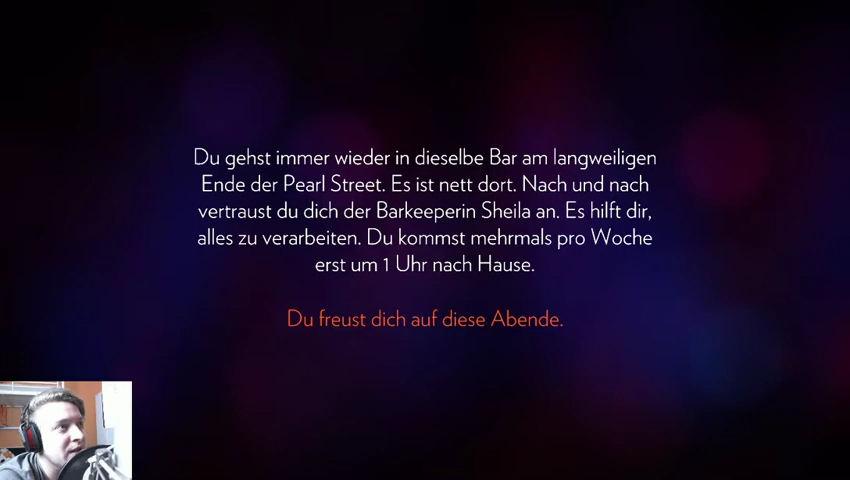 Du gehst immer wieder in dieselbe Bar am langweiligen
Ende der Pearl Street. Es ist nett dort. Nach und nach
vertraust du dich der Barkeeperin Sheila an. Es hilft dir,
alles zu verarbeiten. Du kommst mehrmals pro Woche
erst um 1 Uhr nach Hause.
Du freust dich auf diese Abende.